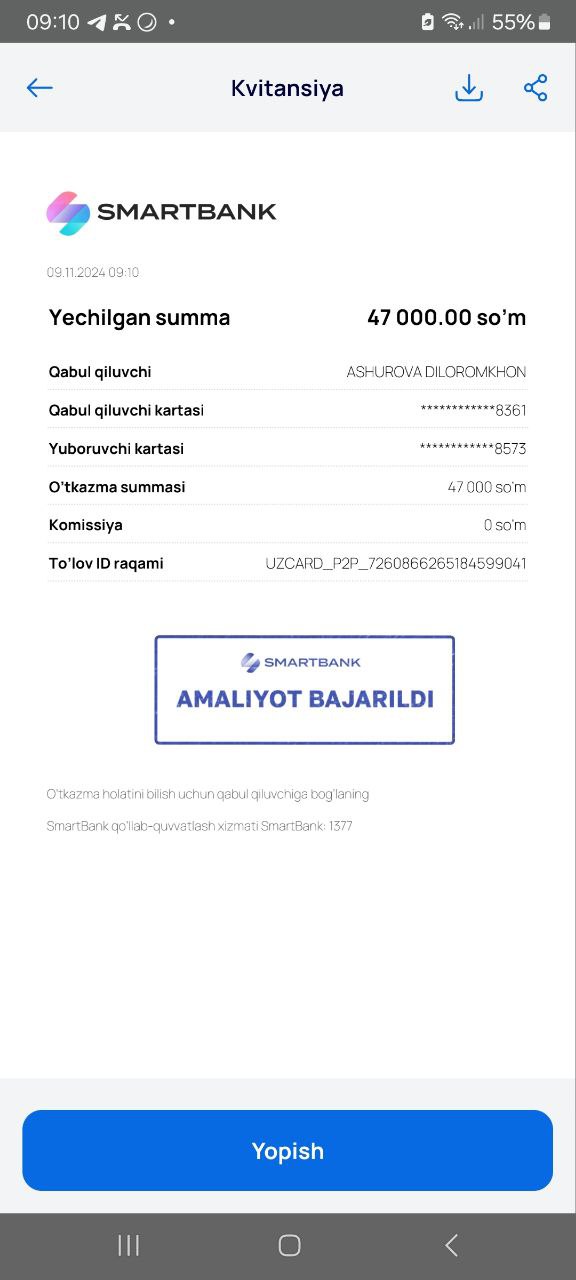 09:10 55%
Kvitansiya
SMARTBANK
09.11.2024 09:10
Yechilgan summa 47 000.00 so’m
Qabul qiluvchi ASHUROVA DILOROMKHON
Qabul qiluvchi kartasi ************8361
Yuboruvchi kartasi ************8573
O’tkazma summasi 47 000 so'm
Komissiya 0 so'm
To’lov ID raqami UZCARD_P2P_7260866265184599041
SMARTBANK
AMALIYOT BAJARILDI
O'tkazma holatini bilish uchun qabul qiluvchiga bog'laning
SmartBank qo'llab-quvvatlash xizmati SmartBank: 1377
Yopish